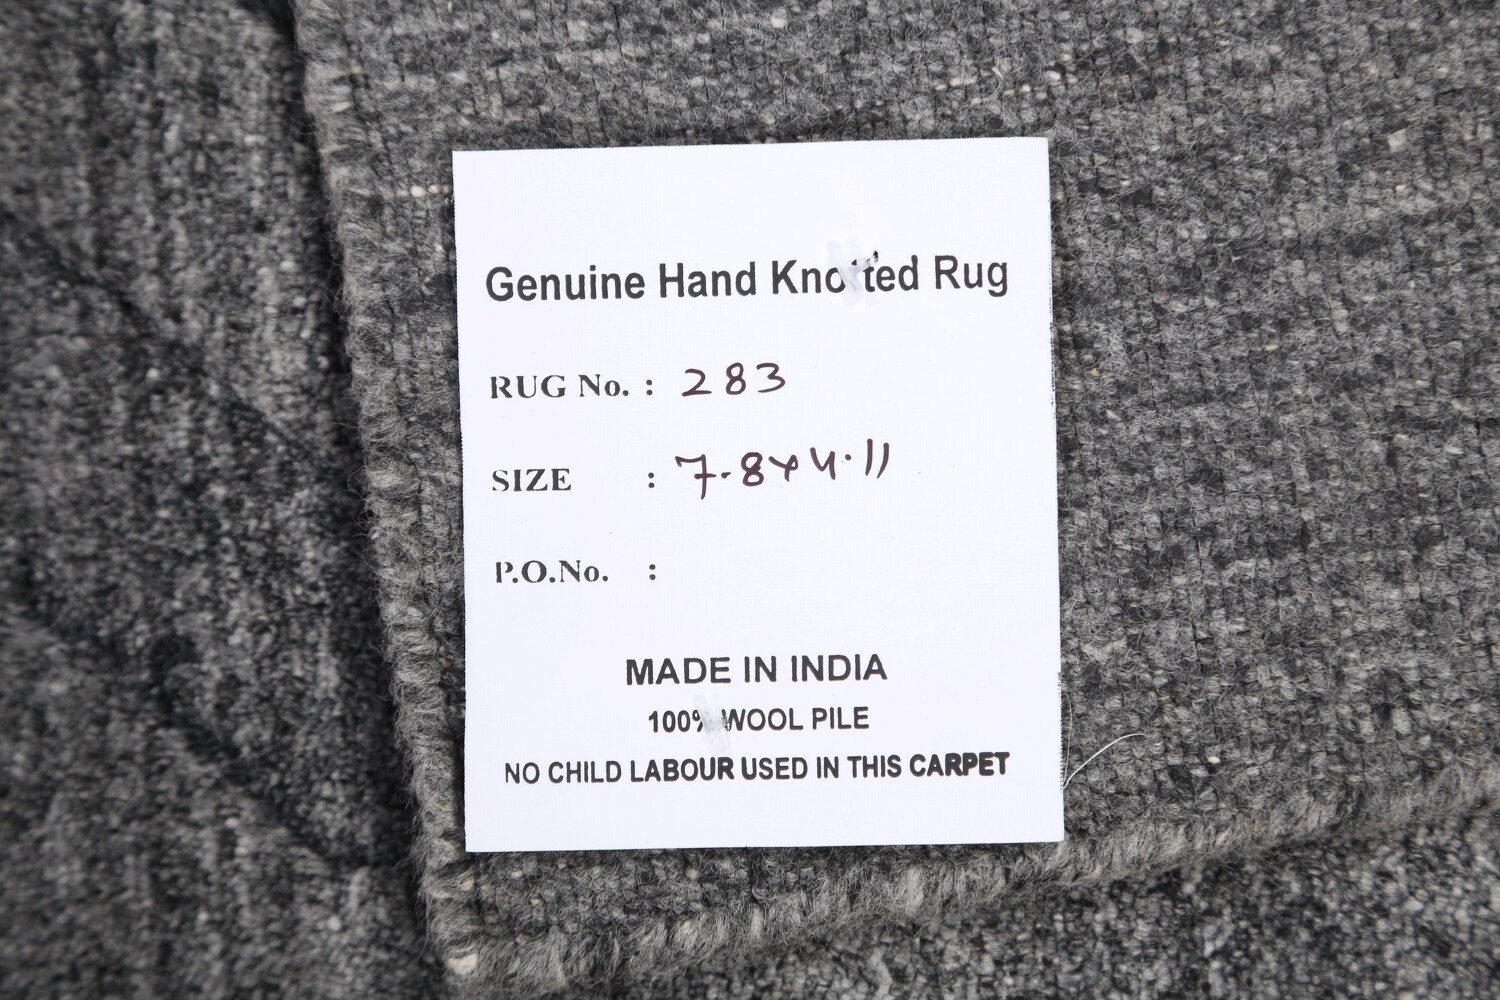 Genuine Hand Knotted Rug
RUG No. : 283
SIZE : 7.8x4.11
P.O.No. :
MADE IN INDIA
100% WOOL PILE
NO CHILD LABOUR USED IN THIS CARPET